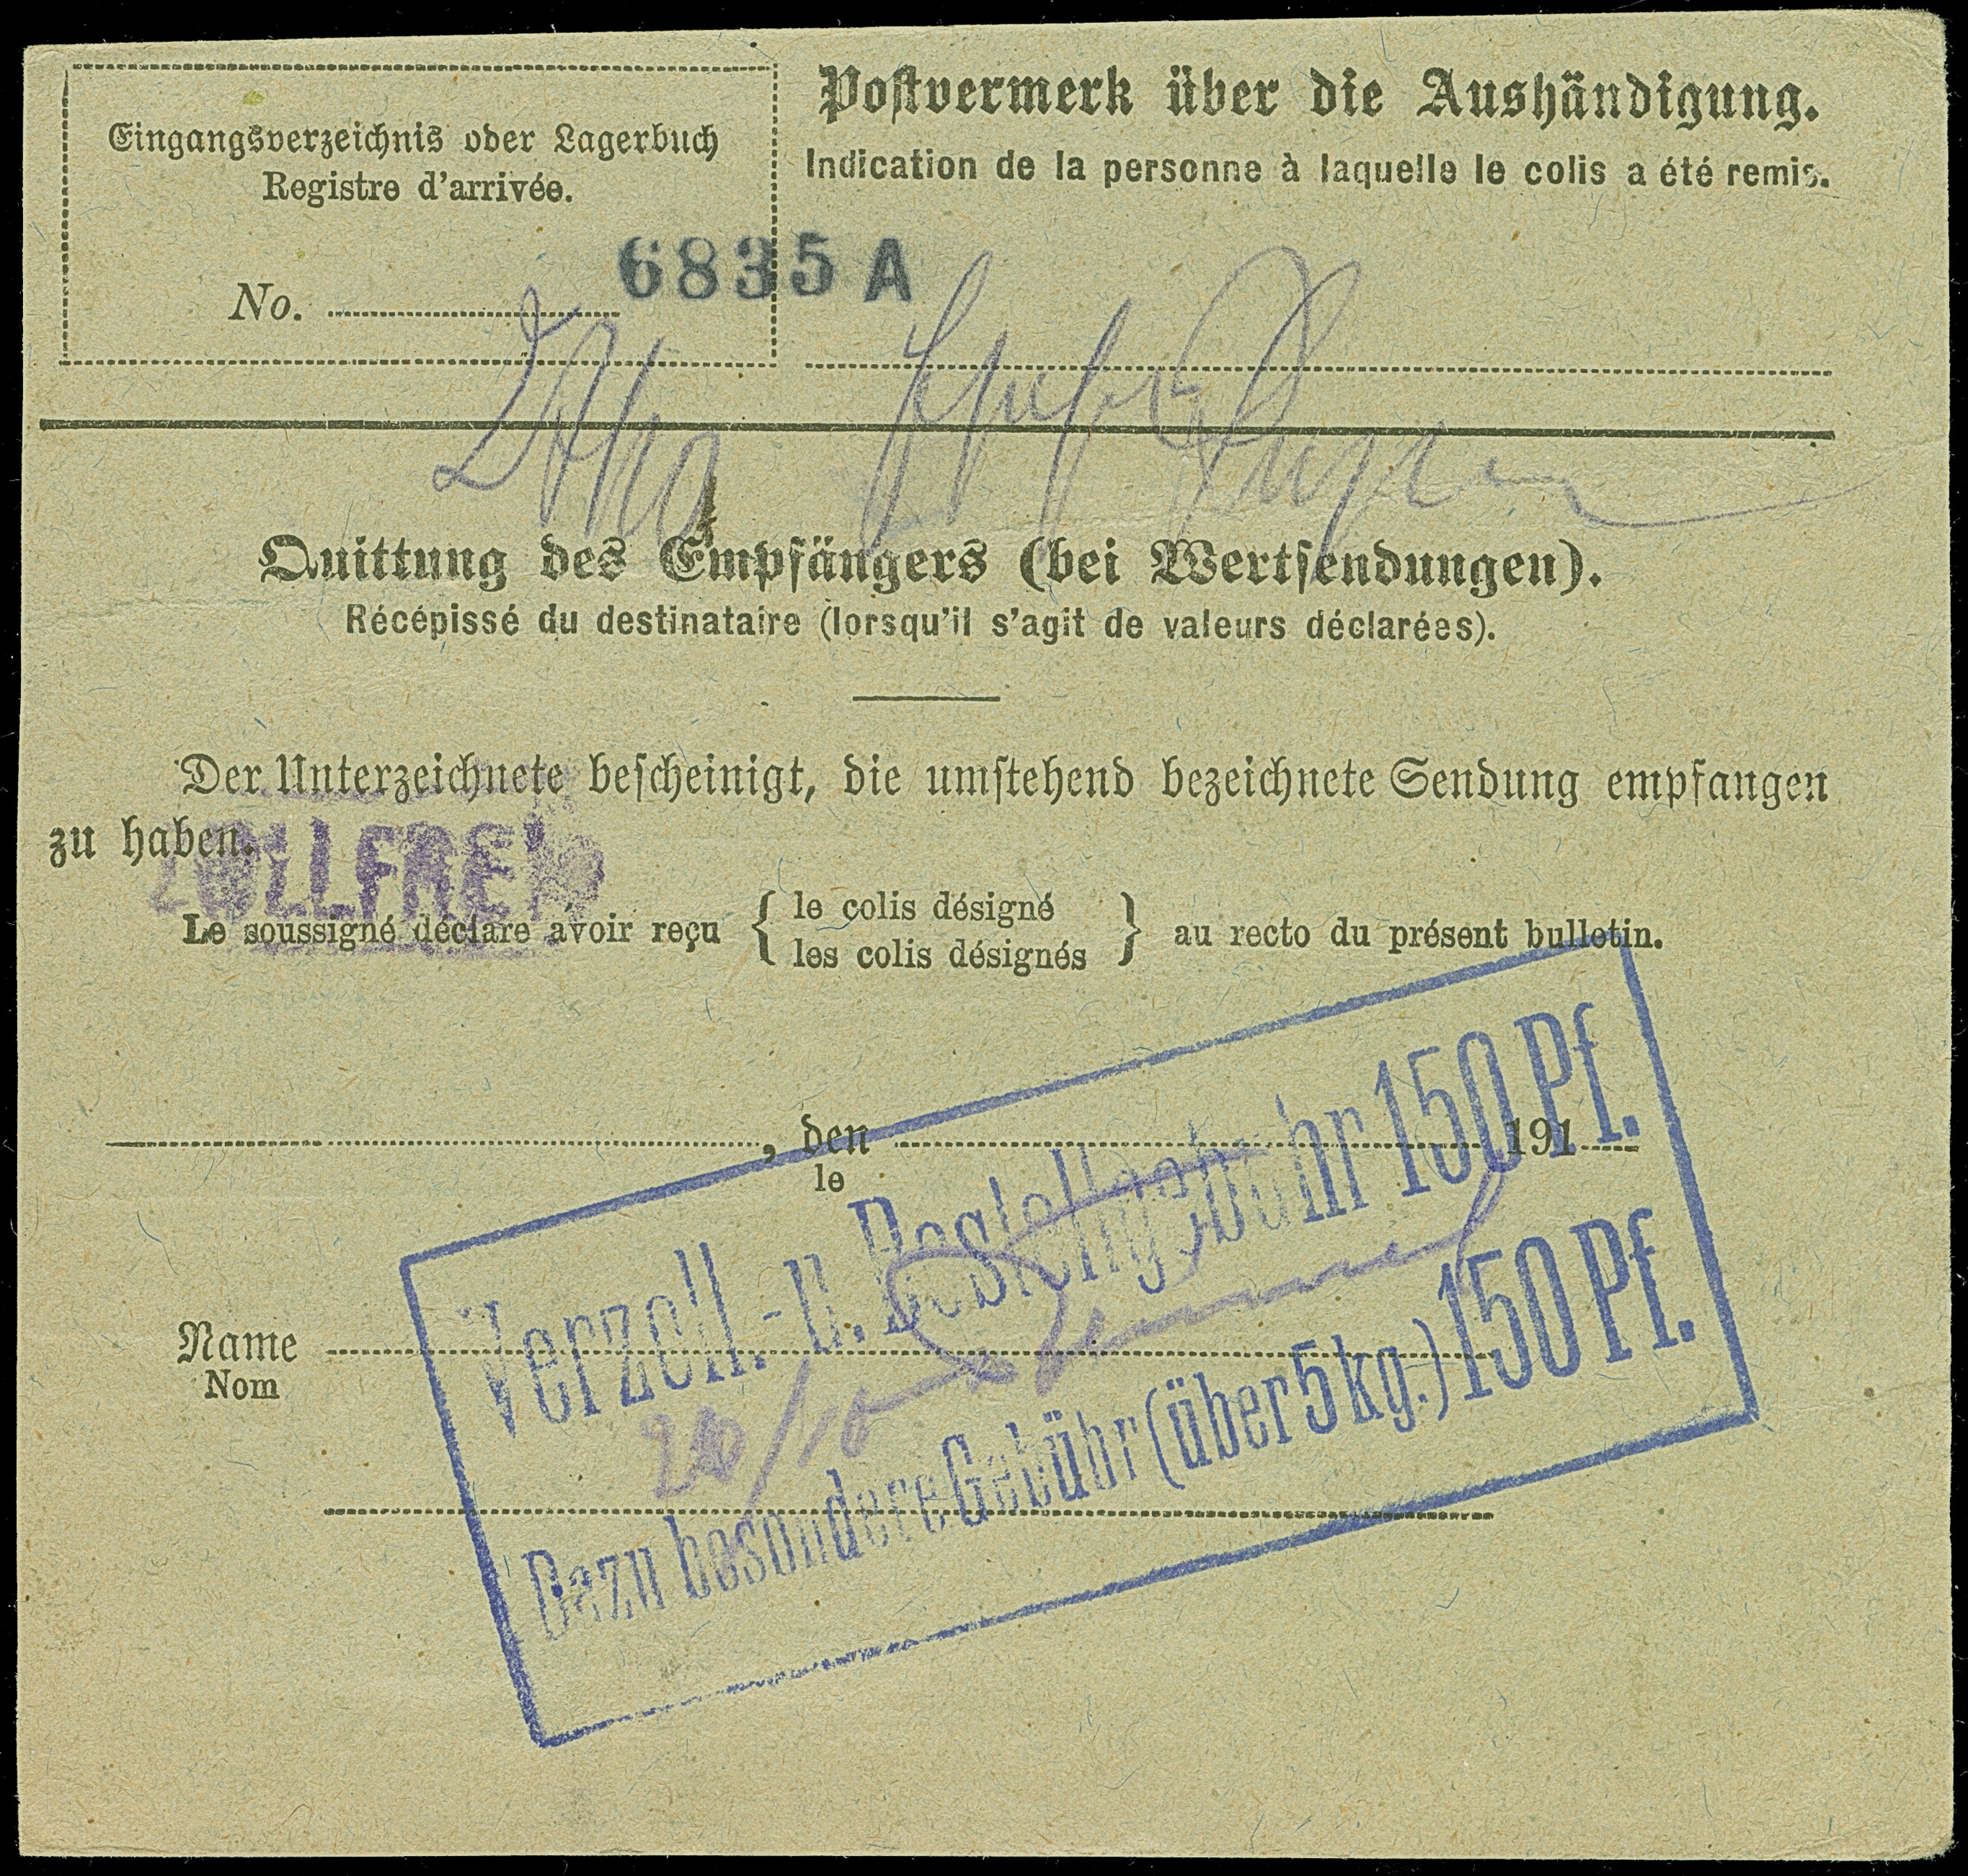 Eingangsverzeichnis oder Lagerbuch
Registre d'arrivée.
No.
6835 A
Postvermerk über die Aushändigung.
Indication de la personne à laquelle le colis a été remis.
Quittung des Empfängers (bei Wertsendungen).
Récépissé du destinataire (lorsqu'il s'agit de valeurs déclarées).
Der Unterzeichnete bescheinigt, die umstehend bezeichnete Sendung empfangen
zu haben.
ZOLLFREI
Le soussigné déclare avoir reçu { le colis désigné
les colis désignés } au recto du présent bulletin.
, den 191
le
Verzoll.-u. Bestellgebühr 150 Pf.
Name
Nom
Dazu besondere Gebühr (über 5 kg.) 150 Pf.